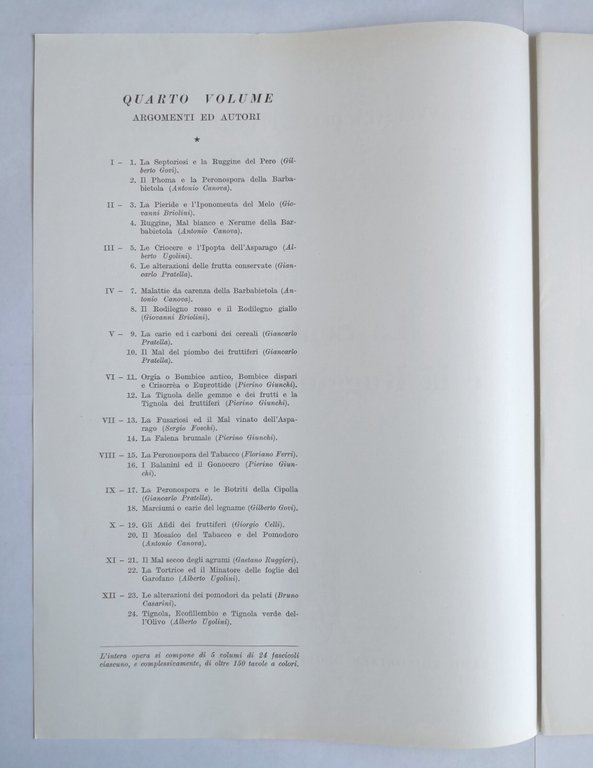 QUARTO VOLUME
ARGOMENTI ED AUTORI
★
I – 1. La Septoriosi e la Ruggine del Pero (Gil-
berto Govi).
2. Il Phoma e la Peronospora della Barba-
bietola (Antonio Canova).
II – 3. La Pieride e l'Iponomenta del Melo (Gio-
vanni Briolini).
4. Ruggine, Mal bianco e Nerume della Bar-
babietola (Antonio Canova).
III – 5. Le Criocere e l'Ipopta dell'Asparago (Al-
berto Ugolini).
6. Le alterazioni delle frutta conservate (Gian-
carlo Pratella).
IV – 7. Malattie da carenza della Barbabietola (An-
tonio Canova).
8. Il Rodilegno rosso e il Rodilegno giallo
(Giovanni Briolini).
V – 9. La carie ed i carboni dei cereali (Giancarlo
Pratella).
10. Il Mal del piombo dei fruttiferi (Giancarlo
Pratella).
VI – 11. Orgia o Bombice antico, Bombice dispari
e Crisorrèa o Euprottide (Pierino Giunchi).
12. La Tignola delle gemme e dei frutti e la
Tignola dei fruttiferi (Pierino Giunchi).
VII – 13. La Fusariosi ed il Mal vinato dell'Aspa-
rago (Sergio Foschi).
14. La Falena brumale (Pierino Giunchi).
VIII – 15. La Peronospora del Tabacco (Floriano Ferri).
16. I Balanini ed il Gonocero (Pierino Giun-
chi).
IX – 17. La Peronospora e le Botriti della Cipolla
(Giancarlo Pratella).
18. Marciumi o carie del legname (Gilberto Govi).
X – 19. Gli Afidi dei fruttiferi (Giorgio Celli).
20. Il Mosaico del Tabacco e del Pomodoro
(Antonio Canova).
XI – 21. Il Mal secco degli agrumi (Gaetano Ruggieri).
22. La Tortrice ed il Minatore delle foglie del
Garofano (Alberto Ugolini).
XII – 23. Le alterazioni dei pomodori da pelati (Bruno
Casarini).
24. Tignola, Ecofillembio e Tignola verde del-
l'Olivo (Alberto Ugolini).
L'intera opera si compone di 5 volumi di 24 fascicoli
ciascuno, e complessivamente, di oltre 150 tavole a colori.